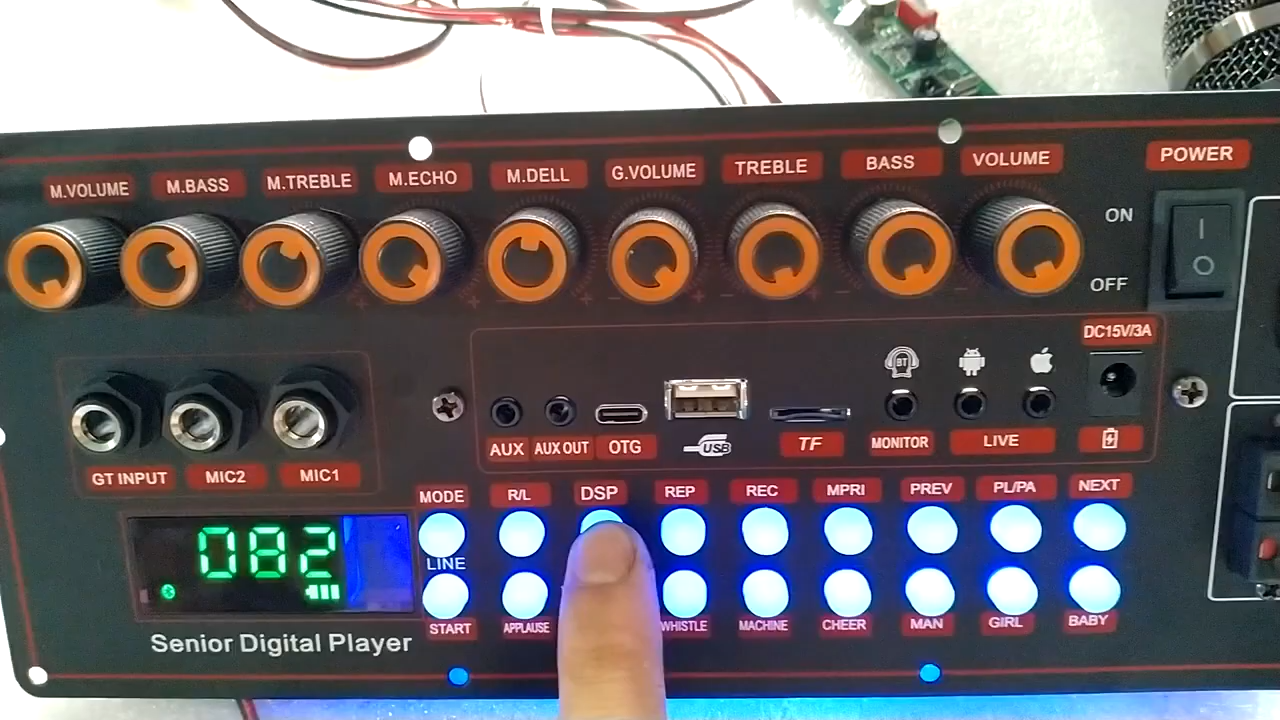 M.VOLUME M.BASS M.TREBLE M.ECHO M.DELL G.VOLUME TREBLE BASS VOLUME POWER
ON
OFF
DC15V/3A
BT
AUX AUX OUT OTG USB TF MONITOR LIVE
GT INPUT MIC2 MIC1
MODE R/L DSP REP REC MPRI PREV PL/PA NEXT
082
LINE
START APPLAUSE WHISTLE MACHINE CHEER MAN GIRL BABY
Senior Digital Player